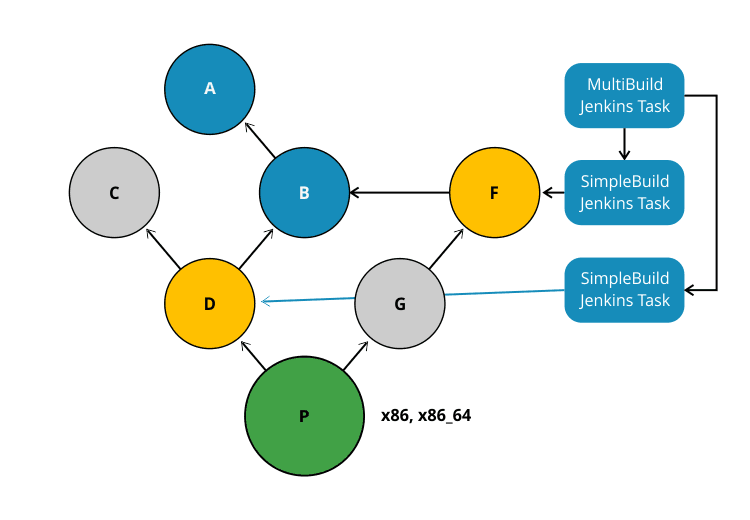 A
MultiBuild
Jenkins Task
C
B
F
SimpleBuild
Jenkins Task
D
G
SimpleBuild
Jenkins Task
P
x86, x86_64